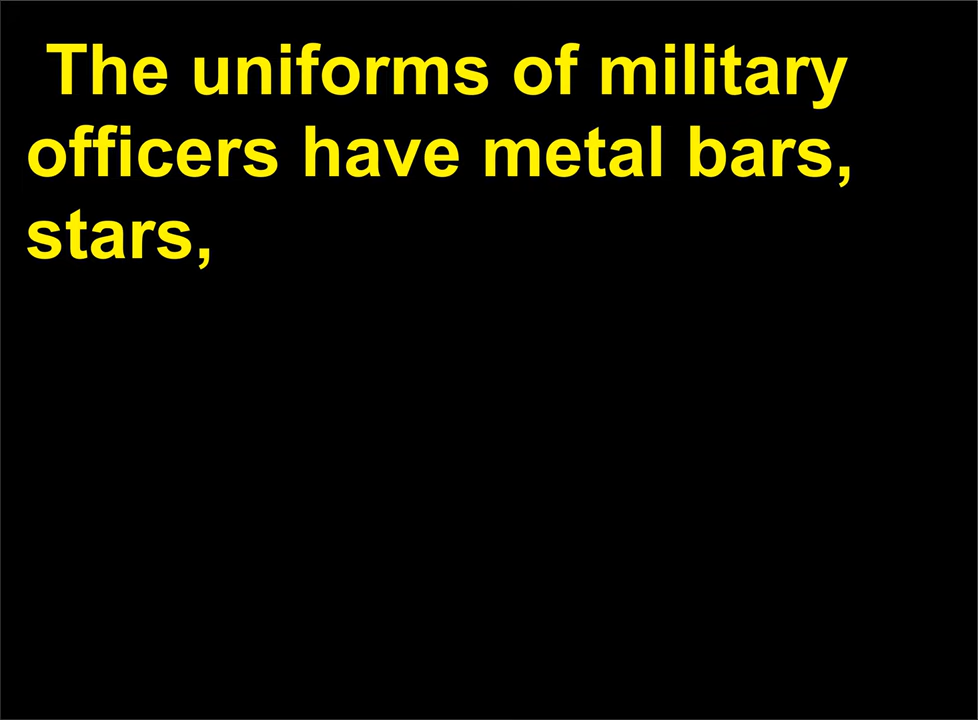 The uniforms of military
officers have metal bars,
stars,